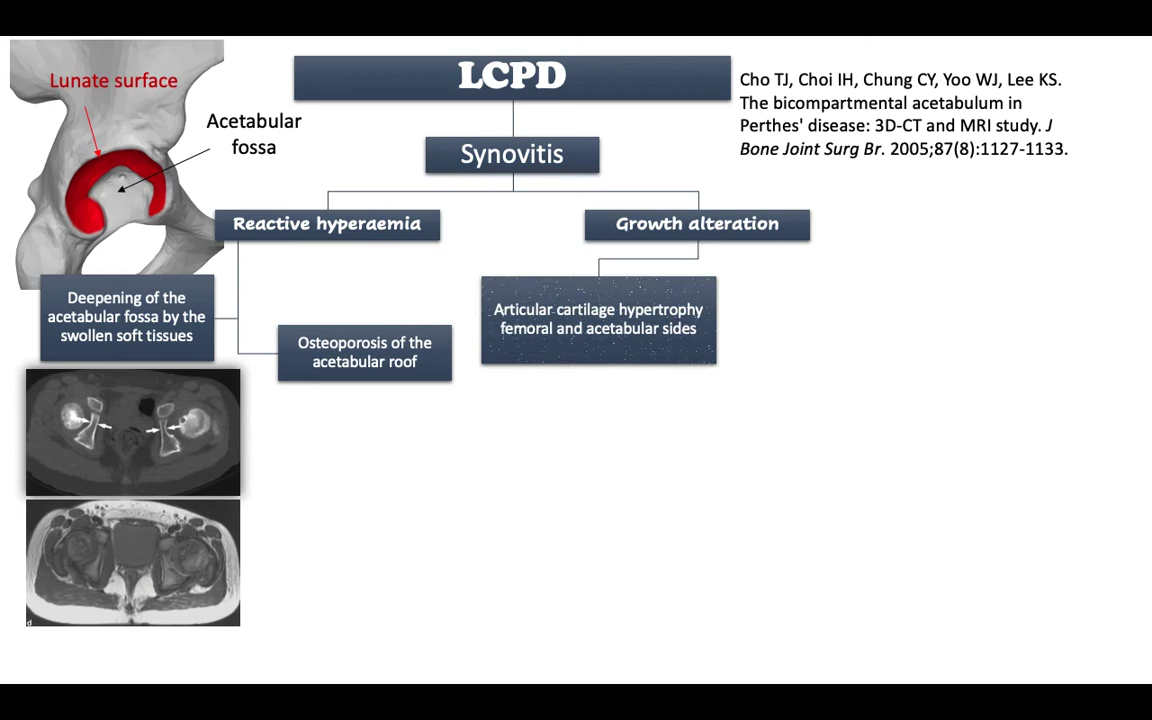 LCPD
Lunate surface
Acetabular
fossa
Cho TJ, Choi IH, Chung CY, Yoo WJ, Lee KS.
The bicompartmental acetabulum in
Perthes' disease: 3D-CT and MRI study. J
Bone Joint Surg Br. 2005;87(8):1127-1133.
Synovitis
Reactive hyperaemia
Growth alteration
Deepening of the
acetabular fossa by the
swollen soft tissues
Osteoporosis of the
acetabular roof
Articular cartilage hypertrophy
femoral and acetabular sides
d